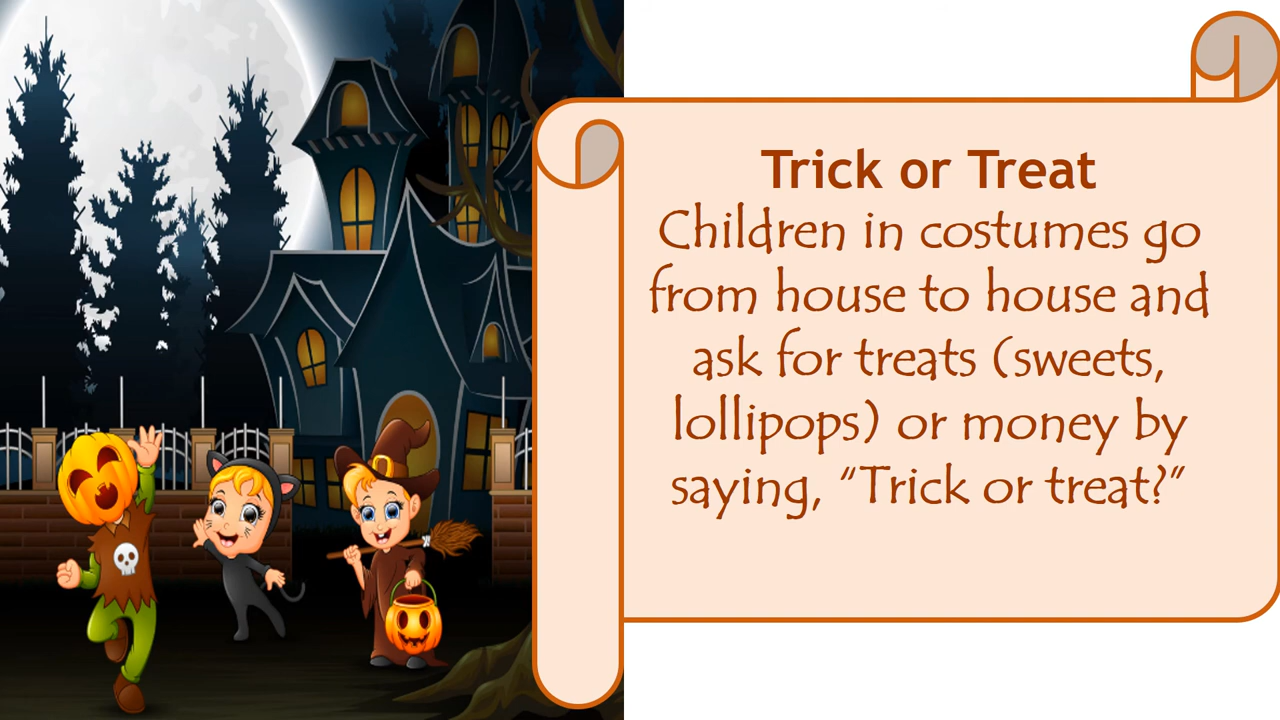 Trick or Treat
Children in costumes go
from house to house and
ask for treats (sweets,
lollipops) or money by
saying, “Trick or treat?”